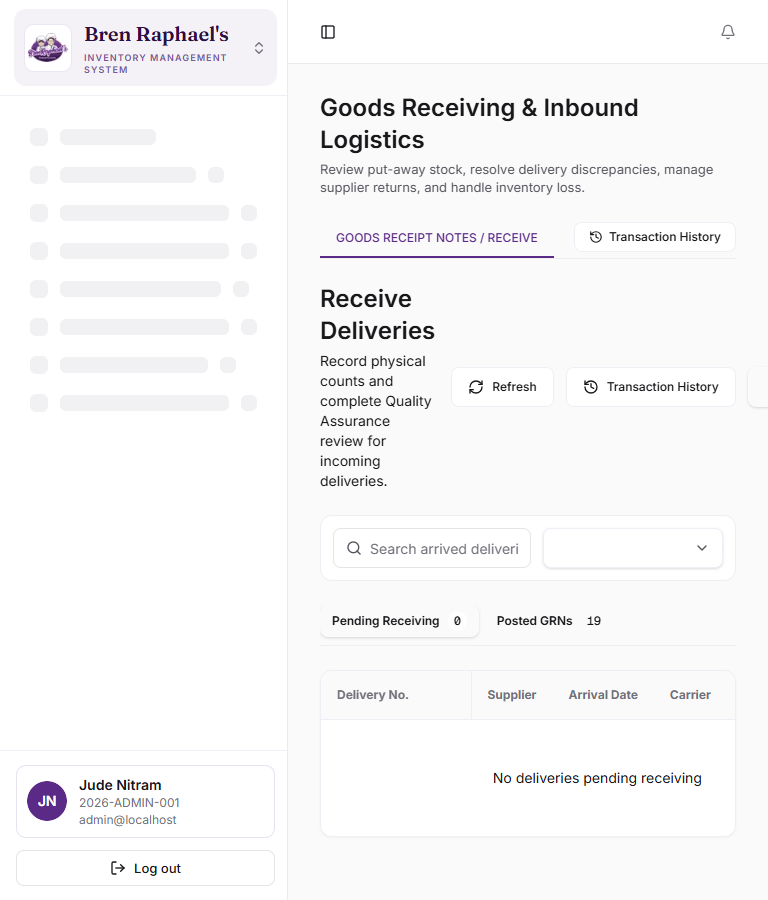 Bren Raphael's
INVENTORY MANAGEMENT
SYSTEM
Goods Receiving & Inbound
Logistics
Review put-away stock, resolve delivery discrepancies, manage
supplier returns, and handle inventory loss.
GOODS RECEIPT NOTES / RECEIVE
Transaction History
Receive
Deliveries
Record physical
counts and
complete Quality
Assurance
review for
incoming
deliveries.
Refresh
Transaction History
Search arrived deliveri
Pending Receiving 0
Posted GRNs 19
Delivery No. Supplier Arrival Date Carrier
No deliveries pending receiving
JN
Jude Nitram
2026-ADMIN-001
admin@localhost
Log out